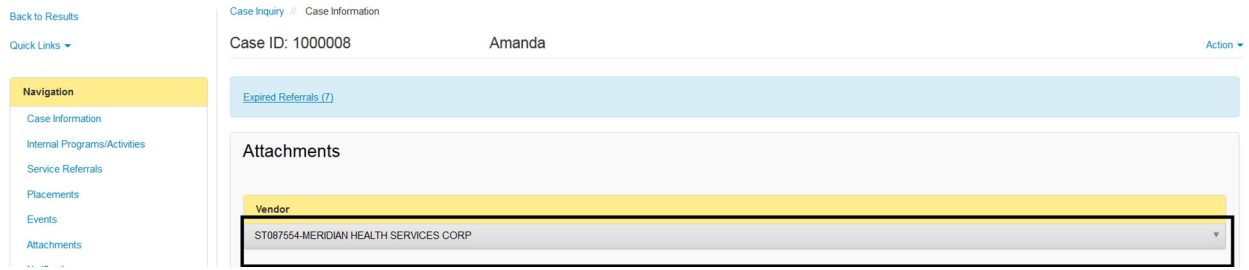 Back to Results
Quick Links
Navigation
Case Information
Internal Programs/Activities
Service Referrals
Placements
Events
Attachments
Case Inquiry // Case Information
Case ID: 1000008 Amanda
Action
Expired Referrals (7)
Attachments
Vendor
ST087554-MERIDIAN HEALTH SERVICES CORP